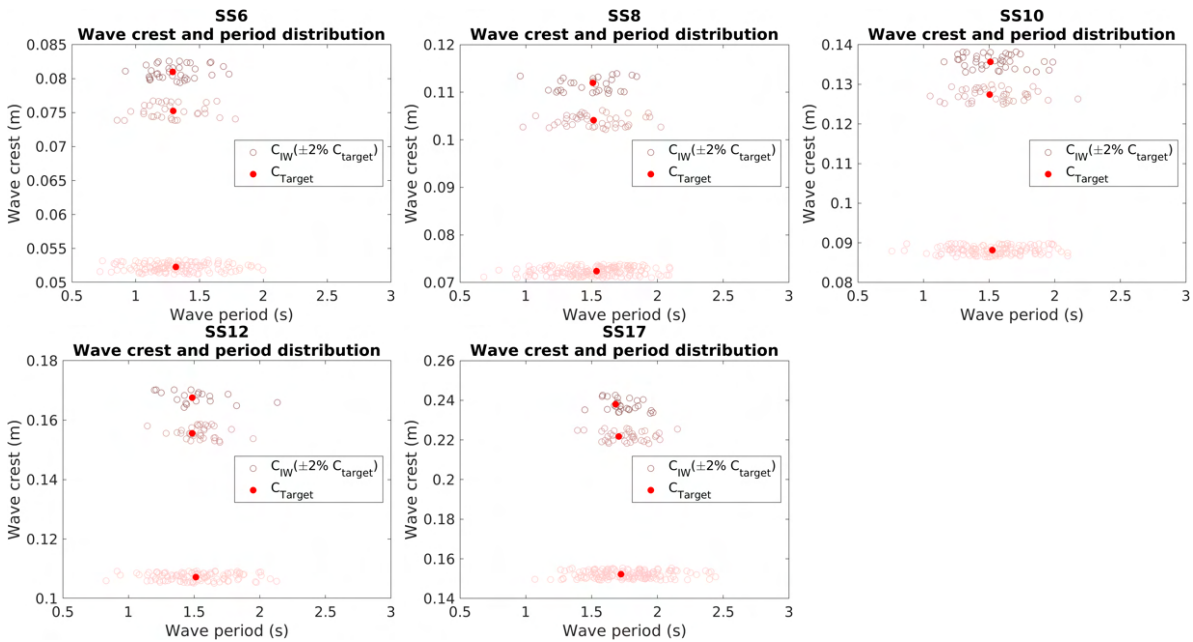 SS6
Wave crest and period distribution
0.085
0.08
0.075
0.07
0.065
0.06
0.055
0.05
Wave crest (m)
C_IW(±2% C_target)
C_Target
0.5 1 1.5 2 2.5 3
Wave period (s)
SS8
Wave crest and period distribution
0.12
0.11
0.1
0.09
0.08
0.07
Wave crest (m)
C_IW(±2% C_target)
C_Target
0.5 1 1.5 2 2.5 3
Wave period (s)
SS10
Wave crest and period distribution
0.14
0.13
0.12
0.11
0.1
0.09
0.08
Wave crest (m)
C_IW(±2% C_target)
C_Target
0.5 1 1.5 2 2.5 3
Wave period (s)
SS12
Wave crest and period distribution
0.18
0.16
0.14
0.12
0.1
Wave crest (m)
C_IW(±2% C_target)
C_Target
0.5 1 1.5 2 2.5 3
Wave period (s)
SS17
Wave crest and period distribution
0.26
0.24
0.22
0.2
0.18
0.16
0.14
Wave crest (m)
C_IW(±2% C_target)
C_Target
0.5 1 1.5 2 2.5 3
Wave period (s)